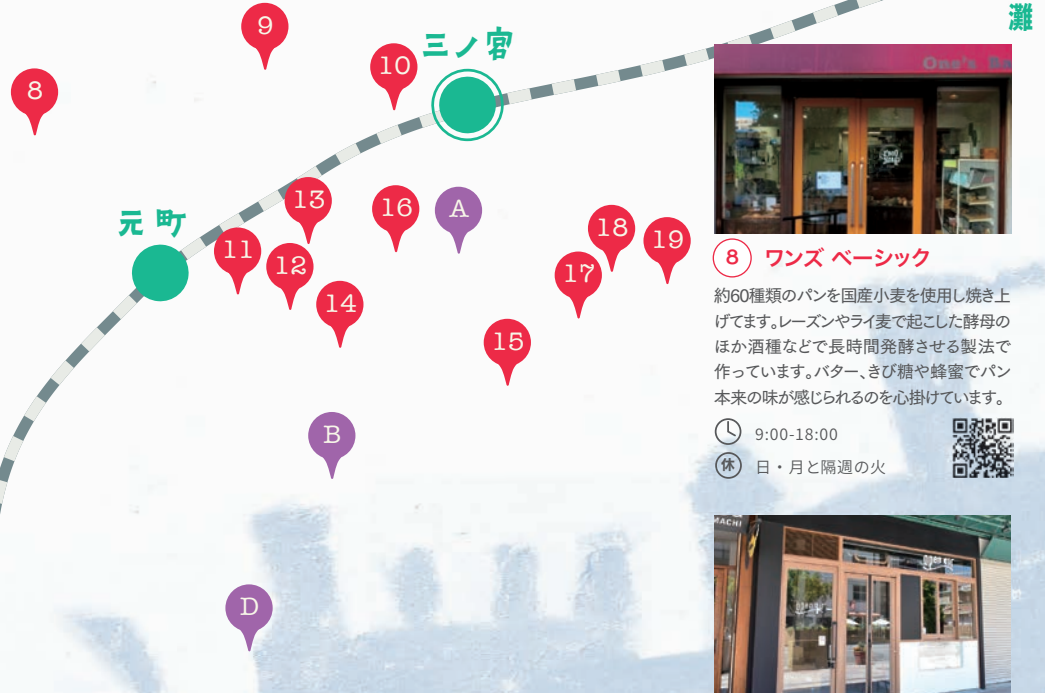 灘
9
三ノ宮
10
8
One's Ba
13
16
A
元町
11
12
18
19
17
14
15
B
D
8 ワンズ ベーシック
約60種類のパンを国産小麦を使用し焼き上
げてます。レーズンやライ麦で起こした酵母の
ほか酒種などで長時間発酵させる製法で
作っています。バター、きび糖や蜂蜜でパン
本来の味が感じられるのを心掛けています。
9:00-18:00
休 日・月と隔週の火
MACHI